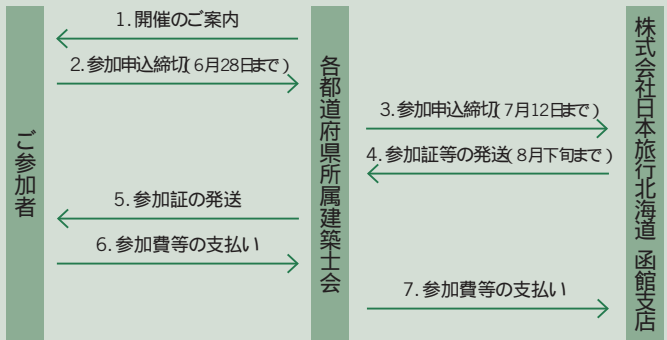 ご参加者
1.開催のご案内
2.参加申込締切(6月28日まで)
各都道府県所属建築士会
3.参加申込締切(7月12日まで)
4.参加証等の発送(8月下旬まで)
5.参加証の発送
6.参加費等の支払い
7.参加費等の支払い
株式会社日本旅行北海道 函館支店